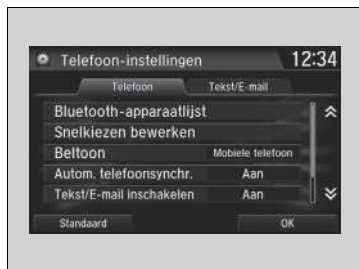 Telefoon-instellingen 12:34
Telefoon Tekst/E-mail
Bluetooth-apparaatlijst
Snelkiezen bewerken
Beltoon Mobiele telefoon
Autom. telefoonsynchr. Aan
Tekst/E-mail inschakelen Aan
Standaard OK